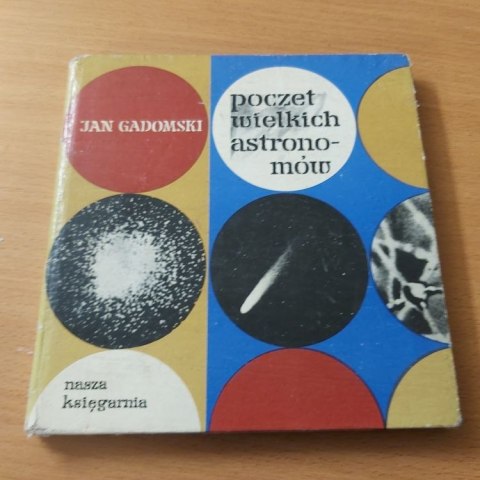 JAN GADOMSKI
poczet
wielkich
astrono-
mów
nasza
księgarnia